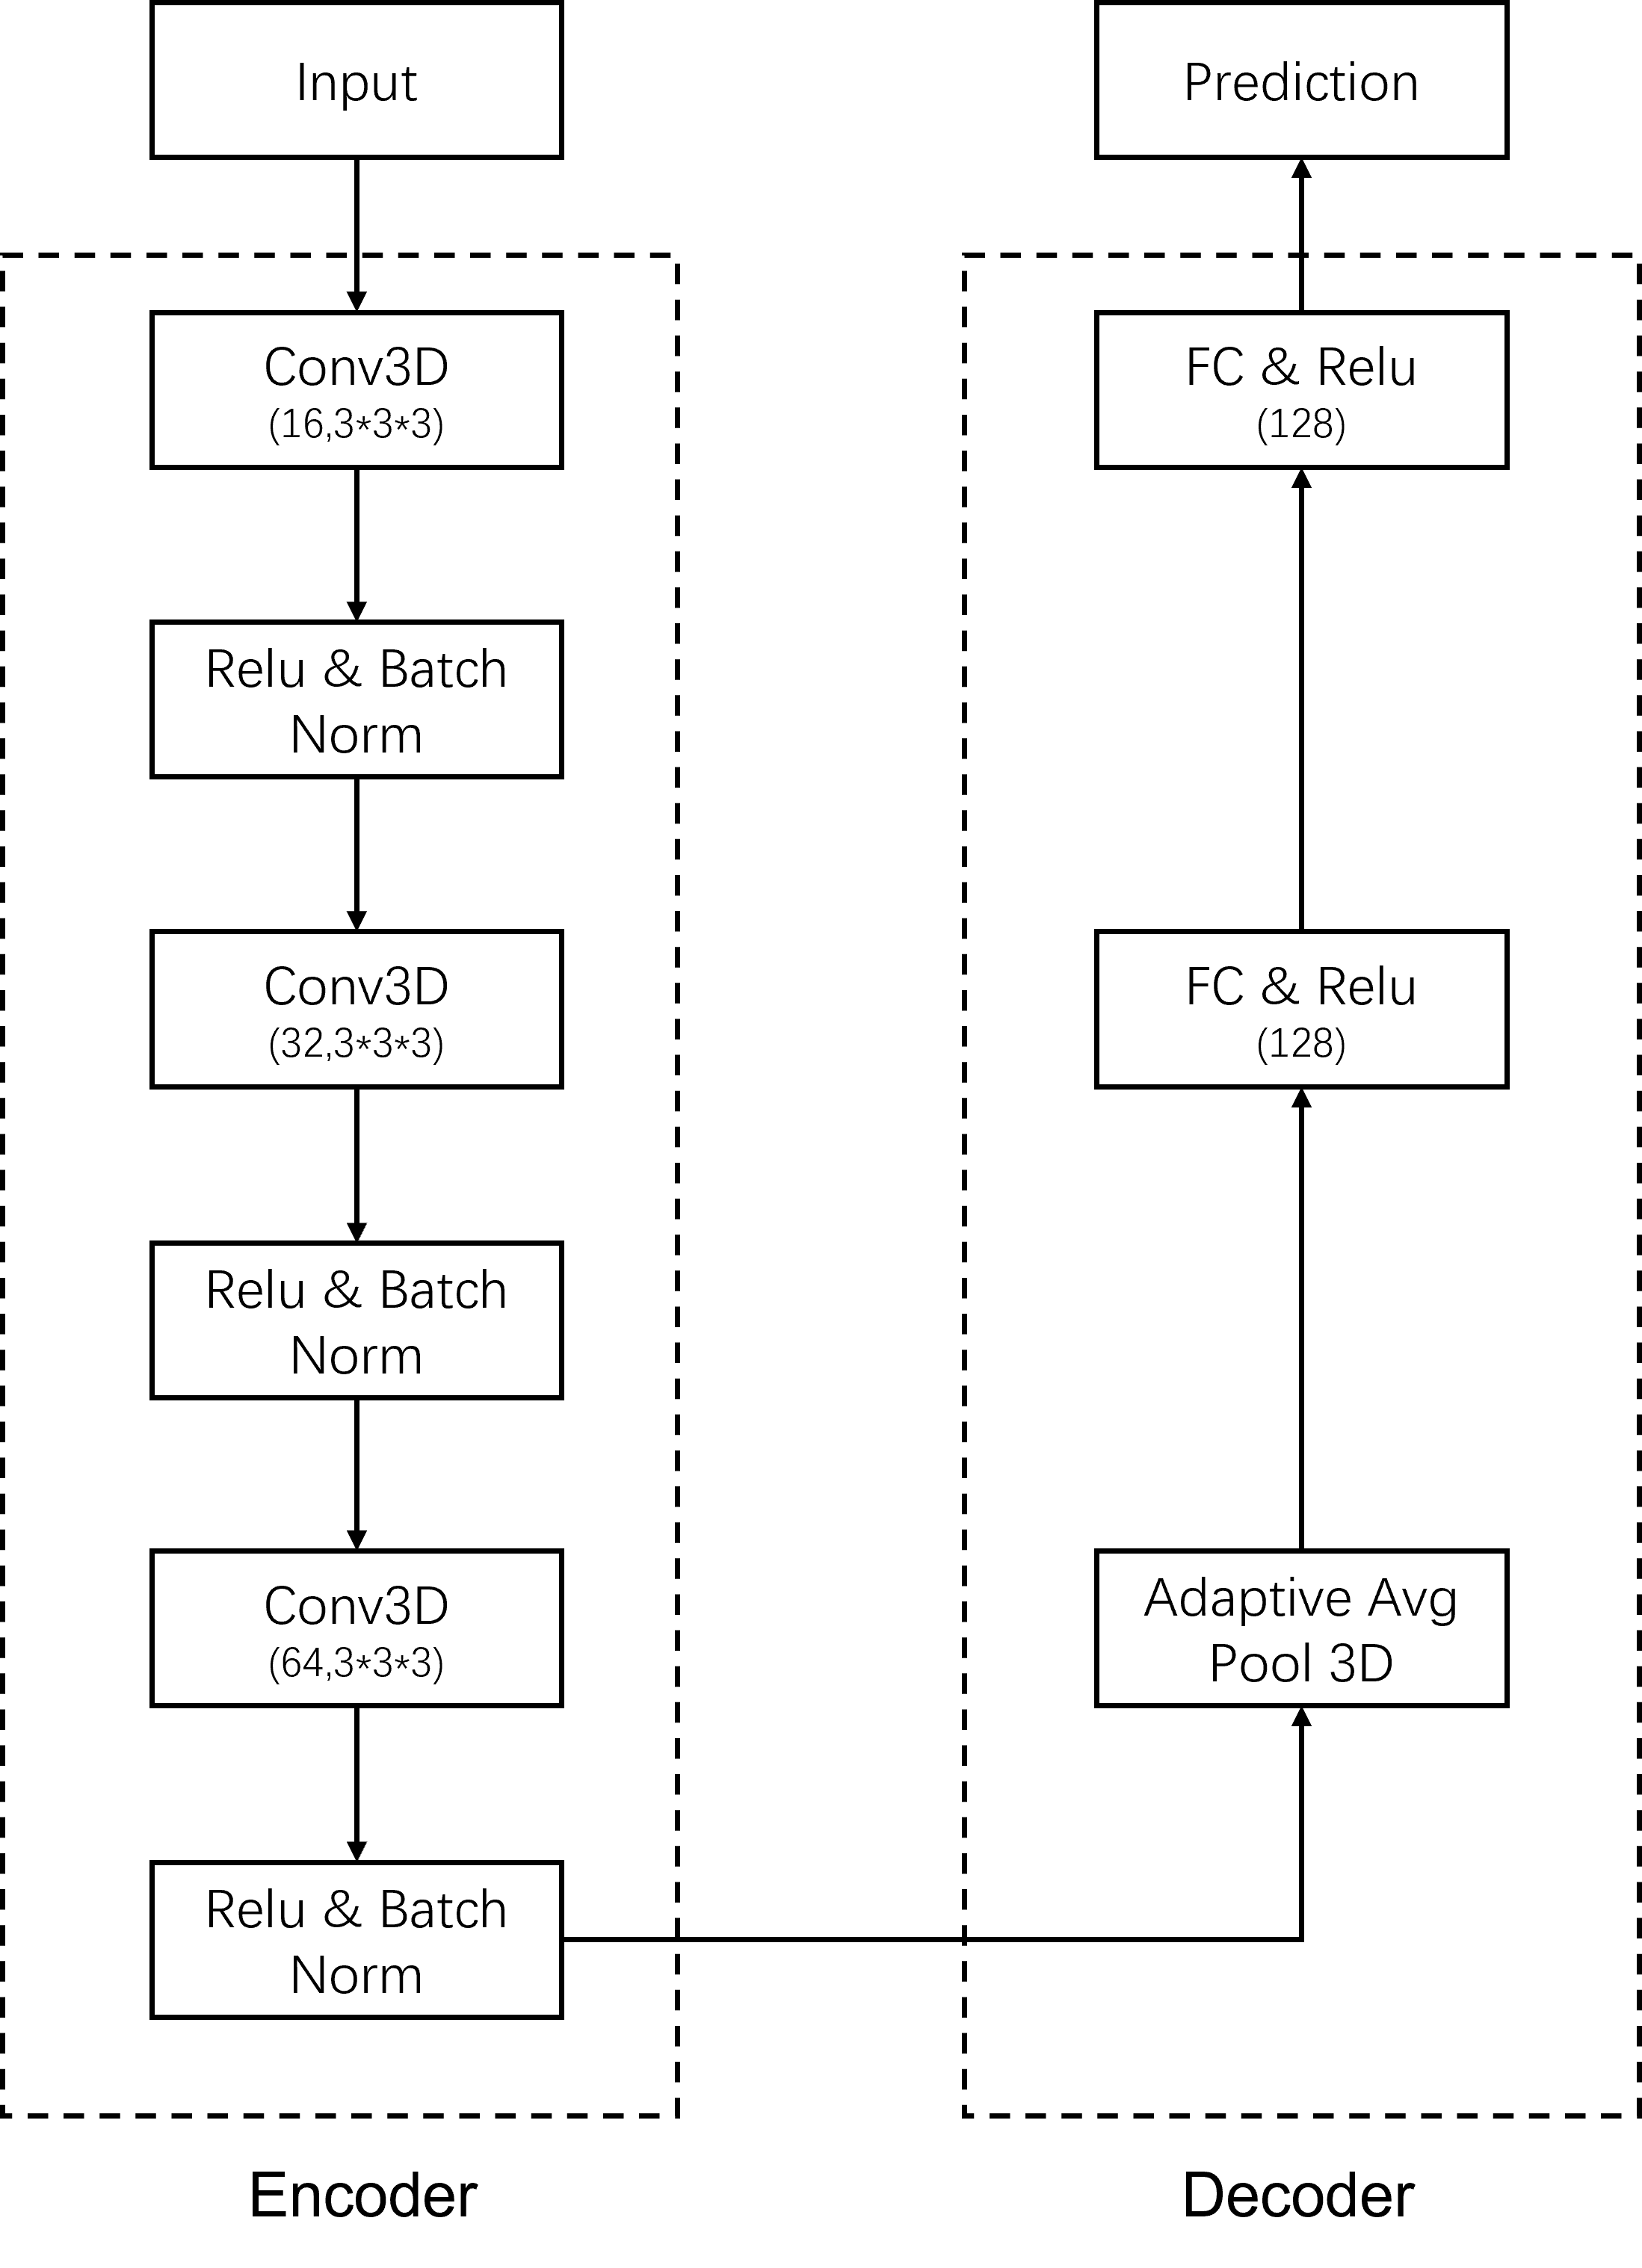 Input
Conv3D
(16,3*3*3)
Relu & Batch
Norm
Conv3D
(32,3*3*3)
Relu & Batch
Norm
Conv3D
(64,3*3*3)
Relu & Batch
Norm
Encoder
Prediction
FC & Relu
(128)
FC & Relu
(128)
Adaptive Avg
Pool 3D
Decoder